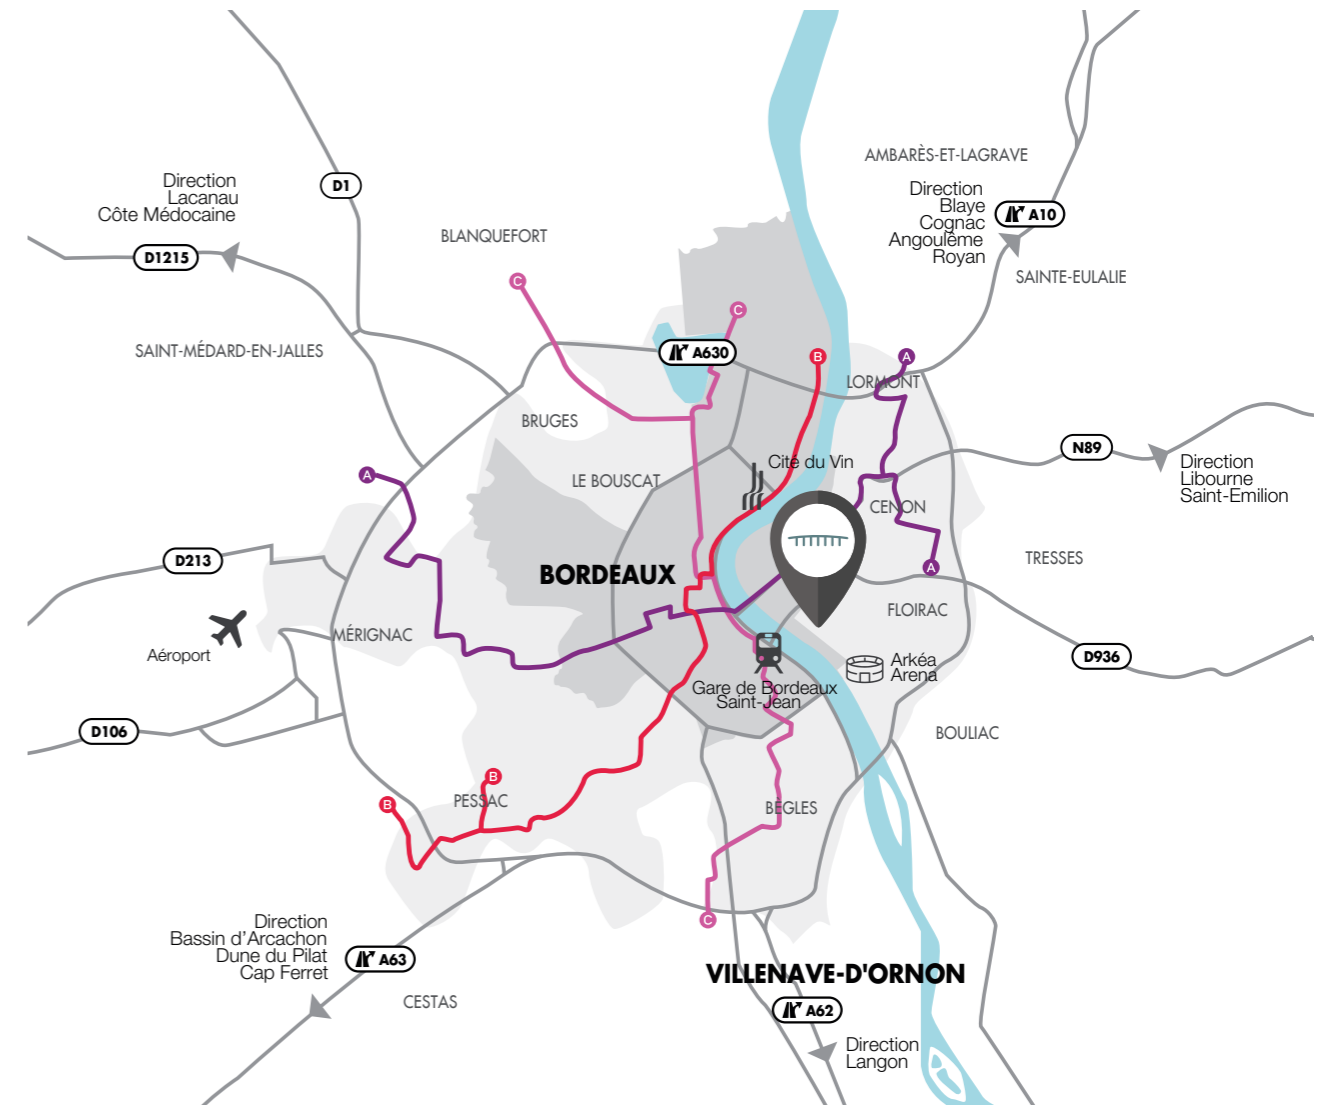 AMBARÈS-ET-LAGRAVE
Direction
Lacanau
Côte Médocaine
D1
Direction
Blaye
Cognac
Angoulême
Royan
A10
BLANQUEFORT
D1215
SAINTE-EULALIE
C
C
SAINT-MÉDARD-EN-JALLES
A630
B
A
LORMONT
BRUGES
N89
Direction
Libourne
Saint-Emilion
Cité du Vin
A
LE BOUSCAT
CENON
D213
TRESSES
A
BORDEAUX
FLOIRAC
MÉRIGNAC
Aéroport
D936
Arkéa
Arena
Gare de Bordeaux
Saint-Jean
D106
BOULIAC
B
B
PESSAC
BÈGLES
C
Direction
Bassin d'Arcachon
Dune du Pilat
Cap Ferret
A63
VILLENAVE-D'ORNON
CESTAS
A62
Direction
Langon